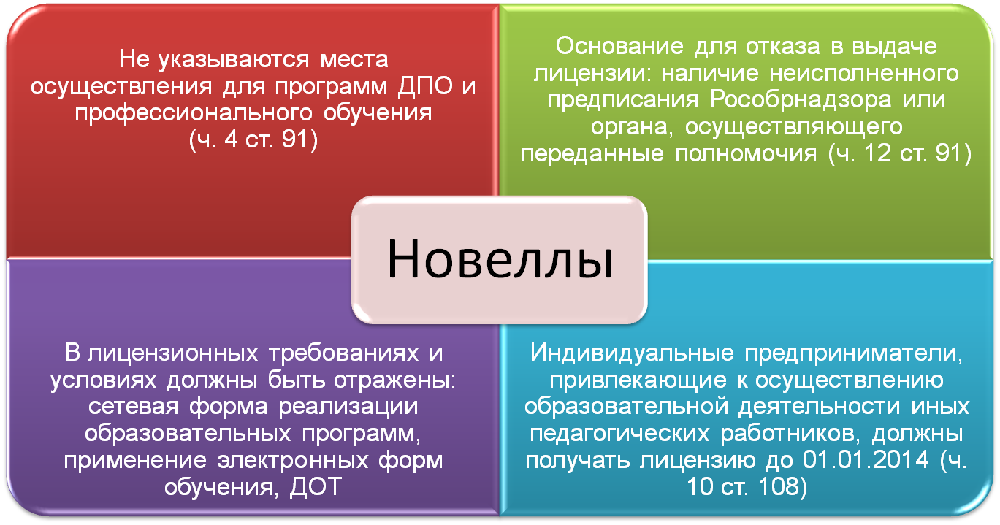 Не указываются места
осуществления для программ ДПО и
профессионального обучения
(ч. 4 ст. 91)
Основание для отказа в выдаче
лицензии: наличие неисполненного
предписания Рособрнадзора или
органа, осуществляющего
переданные полномочия (ч. 12 ст. 91)
Новеллы
В лицензионных требованиях и
условиях должны быть отражены:
сетевая форма реализации
образовательных программ,
применение электронных форм
обучения, ДОТ
Индивидуальные предприниматели,
привлекающие к осуществлению
образовательной деятельности иных
педагогических работников, должны
получать лицензию до 01.01.2014 (ч.
10 ст. 108)